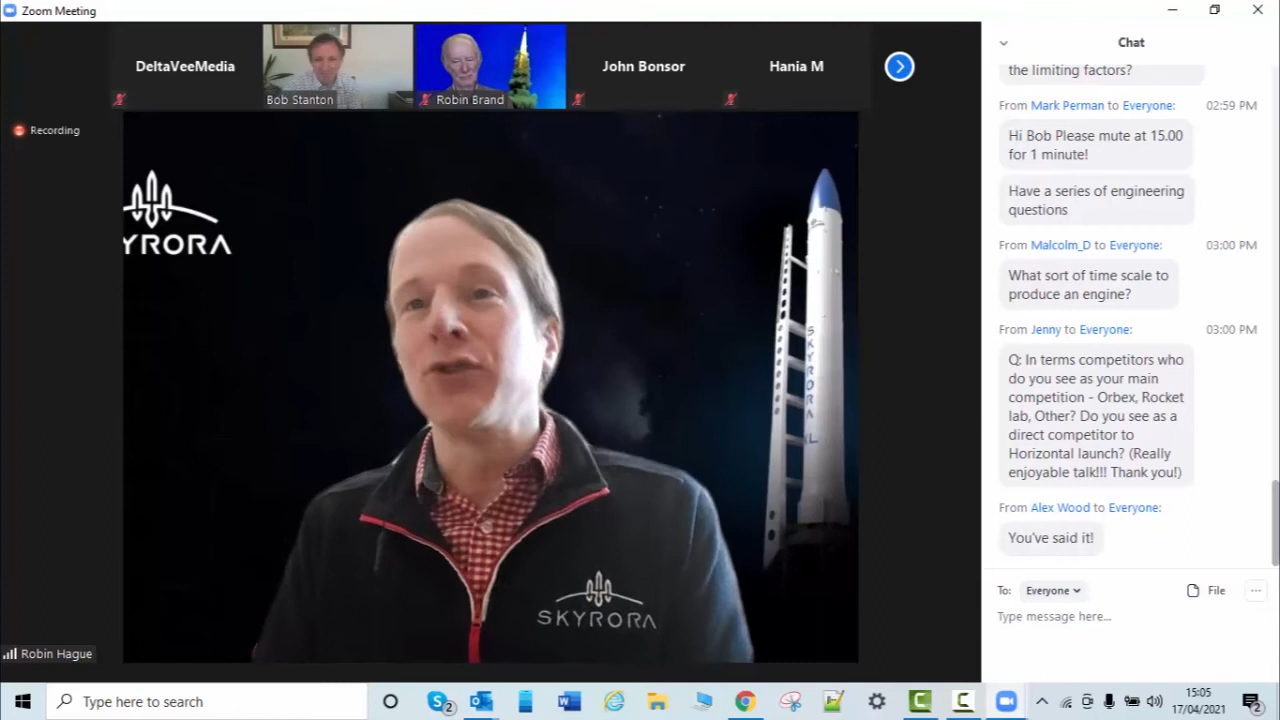 Zoom Meeting
DeltaVeeMedia
Bob Stanton
Robin Brand
John Bonsor
Hania M
Recording
YRORA
SKYRORA XL
SKYRORA
Robin Hague
Chat
the limiting factors?
From Mark Perman to Everyone: 02:59 PM
Hi Bob Please mute at 15.00
for 1 minute!
Have a series of engineering
questions
From Malcolm_D to Everyone: 03:00 PM
What sort of time scale to
produce an engine?
From Jenny to Everyone: 03:00 PM
Q: In terms competitors who
do you see as your main
competition - Orbex, Rocket
lab, Other? Do you see as a
direct competitor to
Horizontal launch? (Really
enjoyable talk!!! Thank you!)
From Alex Wood to Everyone:
You've said it!
To: Everyone File
Type message here...
Type here to search
2
15:05
17/04/2021
2